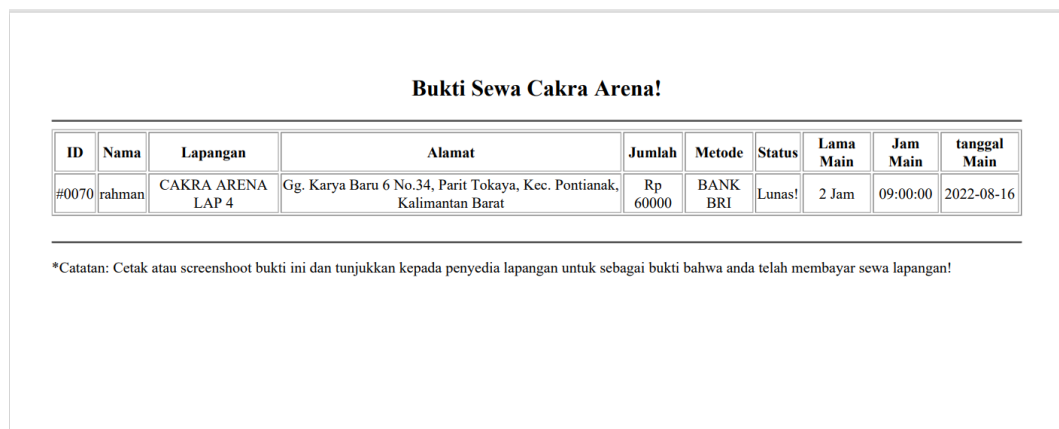 Bukti Sewa Cakra Arena!
ID Nama Lapangan Alamat Jumlah Metode Status Lama Main Jam Main tanggal Main
#0070 rahman CAKRA ARENA LAP 4 Gg. Karya Baru 6 No.34, Parit Tokaya, Kec. Pontianak, Kalimantan Barat Rp 60000 BANK BRI Lunas! 2 Jam 09:00:00 2022-08-16
*Catatan: Cetak atau screenshoot bukti ini dan tunjukkan kepada penyedia lapangan untuk sebagai bukti bahwa anda telah membayar sewa lapangan!